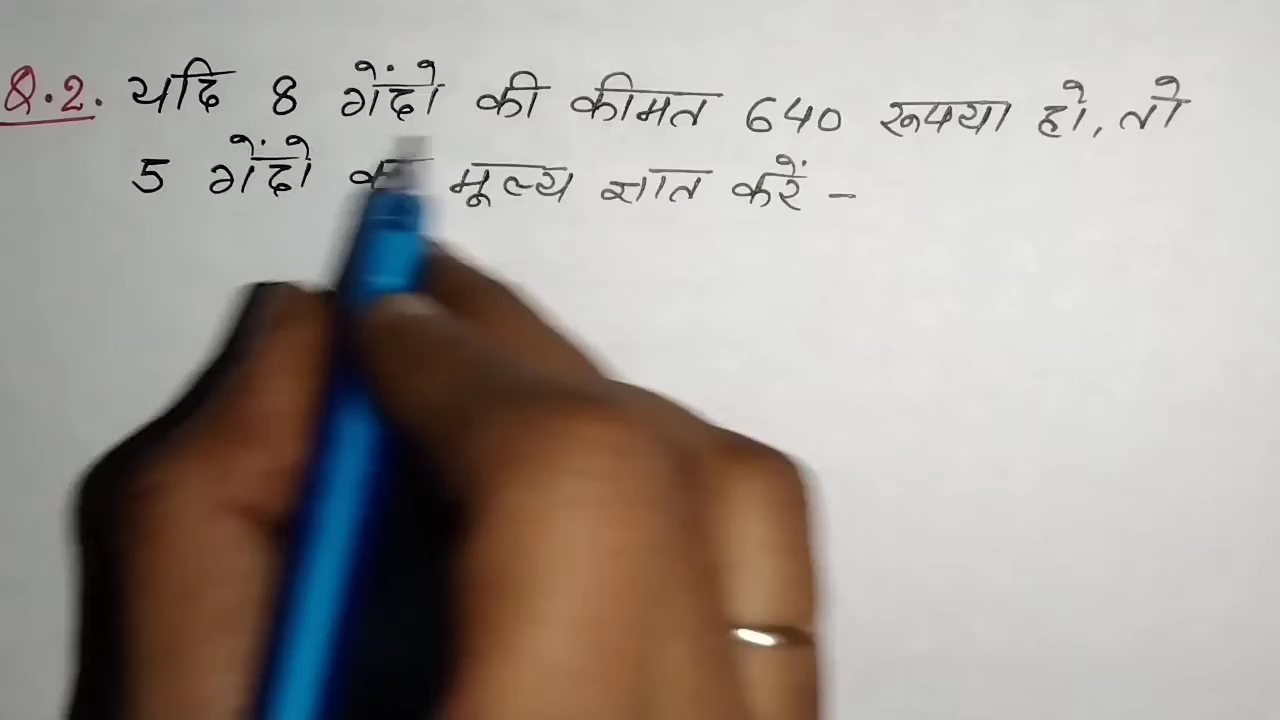 Q.2. यदि 8 गेंदों की कीमत 640 रूपया हो, तो
5 गेंदों का मूल्य ज्ञात करें -